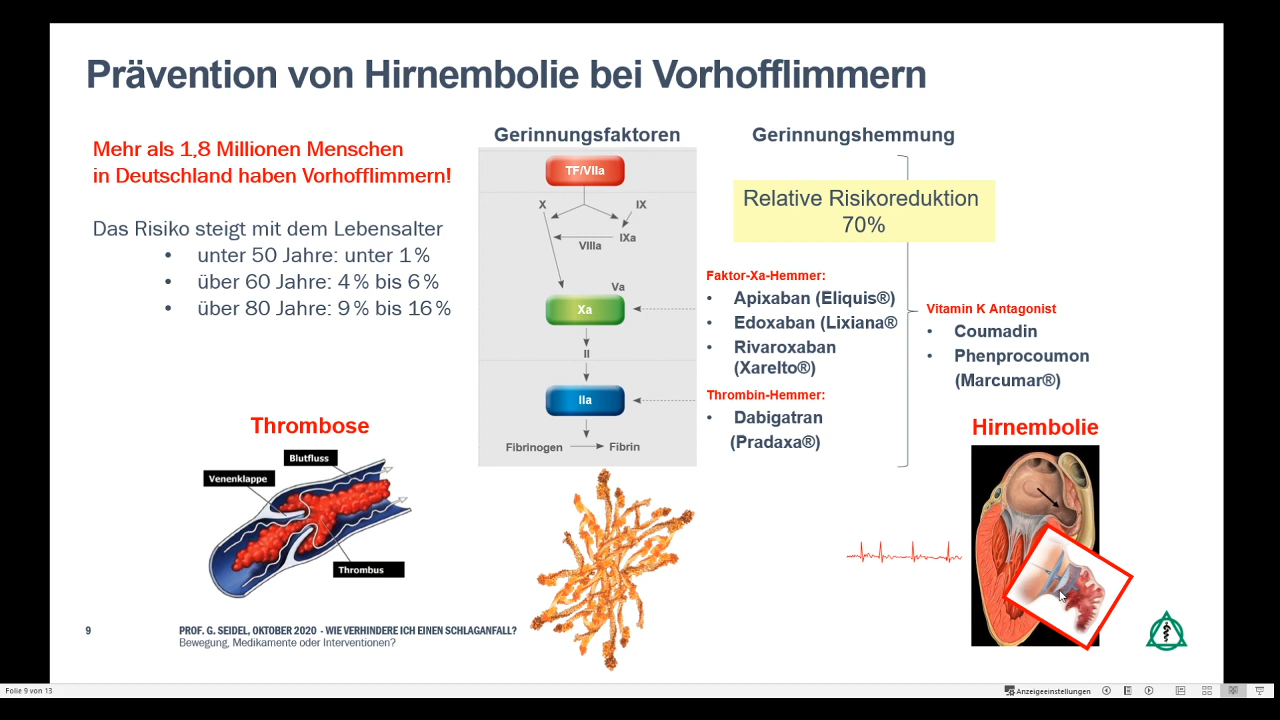 Prävention von Hirnembolie bei Vorhofflimmern
Mehr als 1,8 Millionen Menschen
in Deutschland haben Vorhofflimmern!
Das Risiko steigt mit dem Lebensalter
• unter 50 Jahre: unter 1 %
• über 60 Jahre: 4 % bis 6 %
• über 80 Jahre: 9 % bis 16 %
Gerinnungsfaktoren
TF/VIIa
X
IX
IXa
VIIIa
Va
Xa
II
IIa
Fibrinogen
Fibrin
Gerinnungshemmung
Relative Risikoreduktion
70%
Faktor-Xa-Hemmer:
• Apixaban (Eliquis®)
• Edoxaban (Lixiana®
• Rivaroxaban
(Xarelto®)
Thrombin-Hemmer:
• Dabigatran
(Pradaxa®)
Vitamin K Antagonist
• Coumadin
• Phenprocoumon
(Marcumar®)
Thrombose
Blutfluss
Venenklappe
Thrombus
Hirnembolie
9
PROF. G. SEIDEL, OKTOBER 2020 - WIE VERHINDERE ICH EINEN SCHLAGANFALL?
Bewegung, Medikamente oder Interventionen?
Folie 9 von 13
Anzeigeeinstellungen